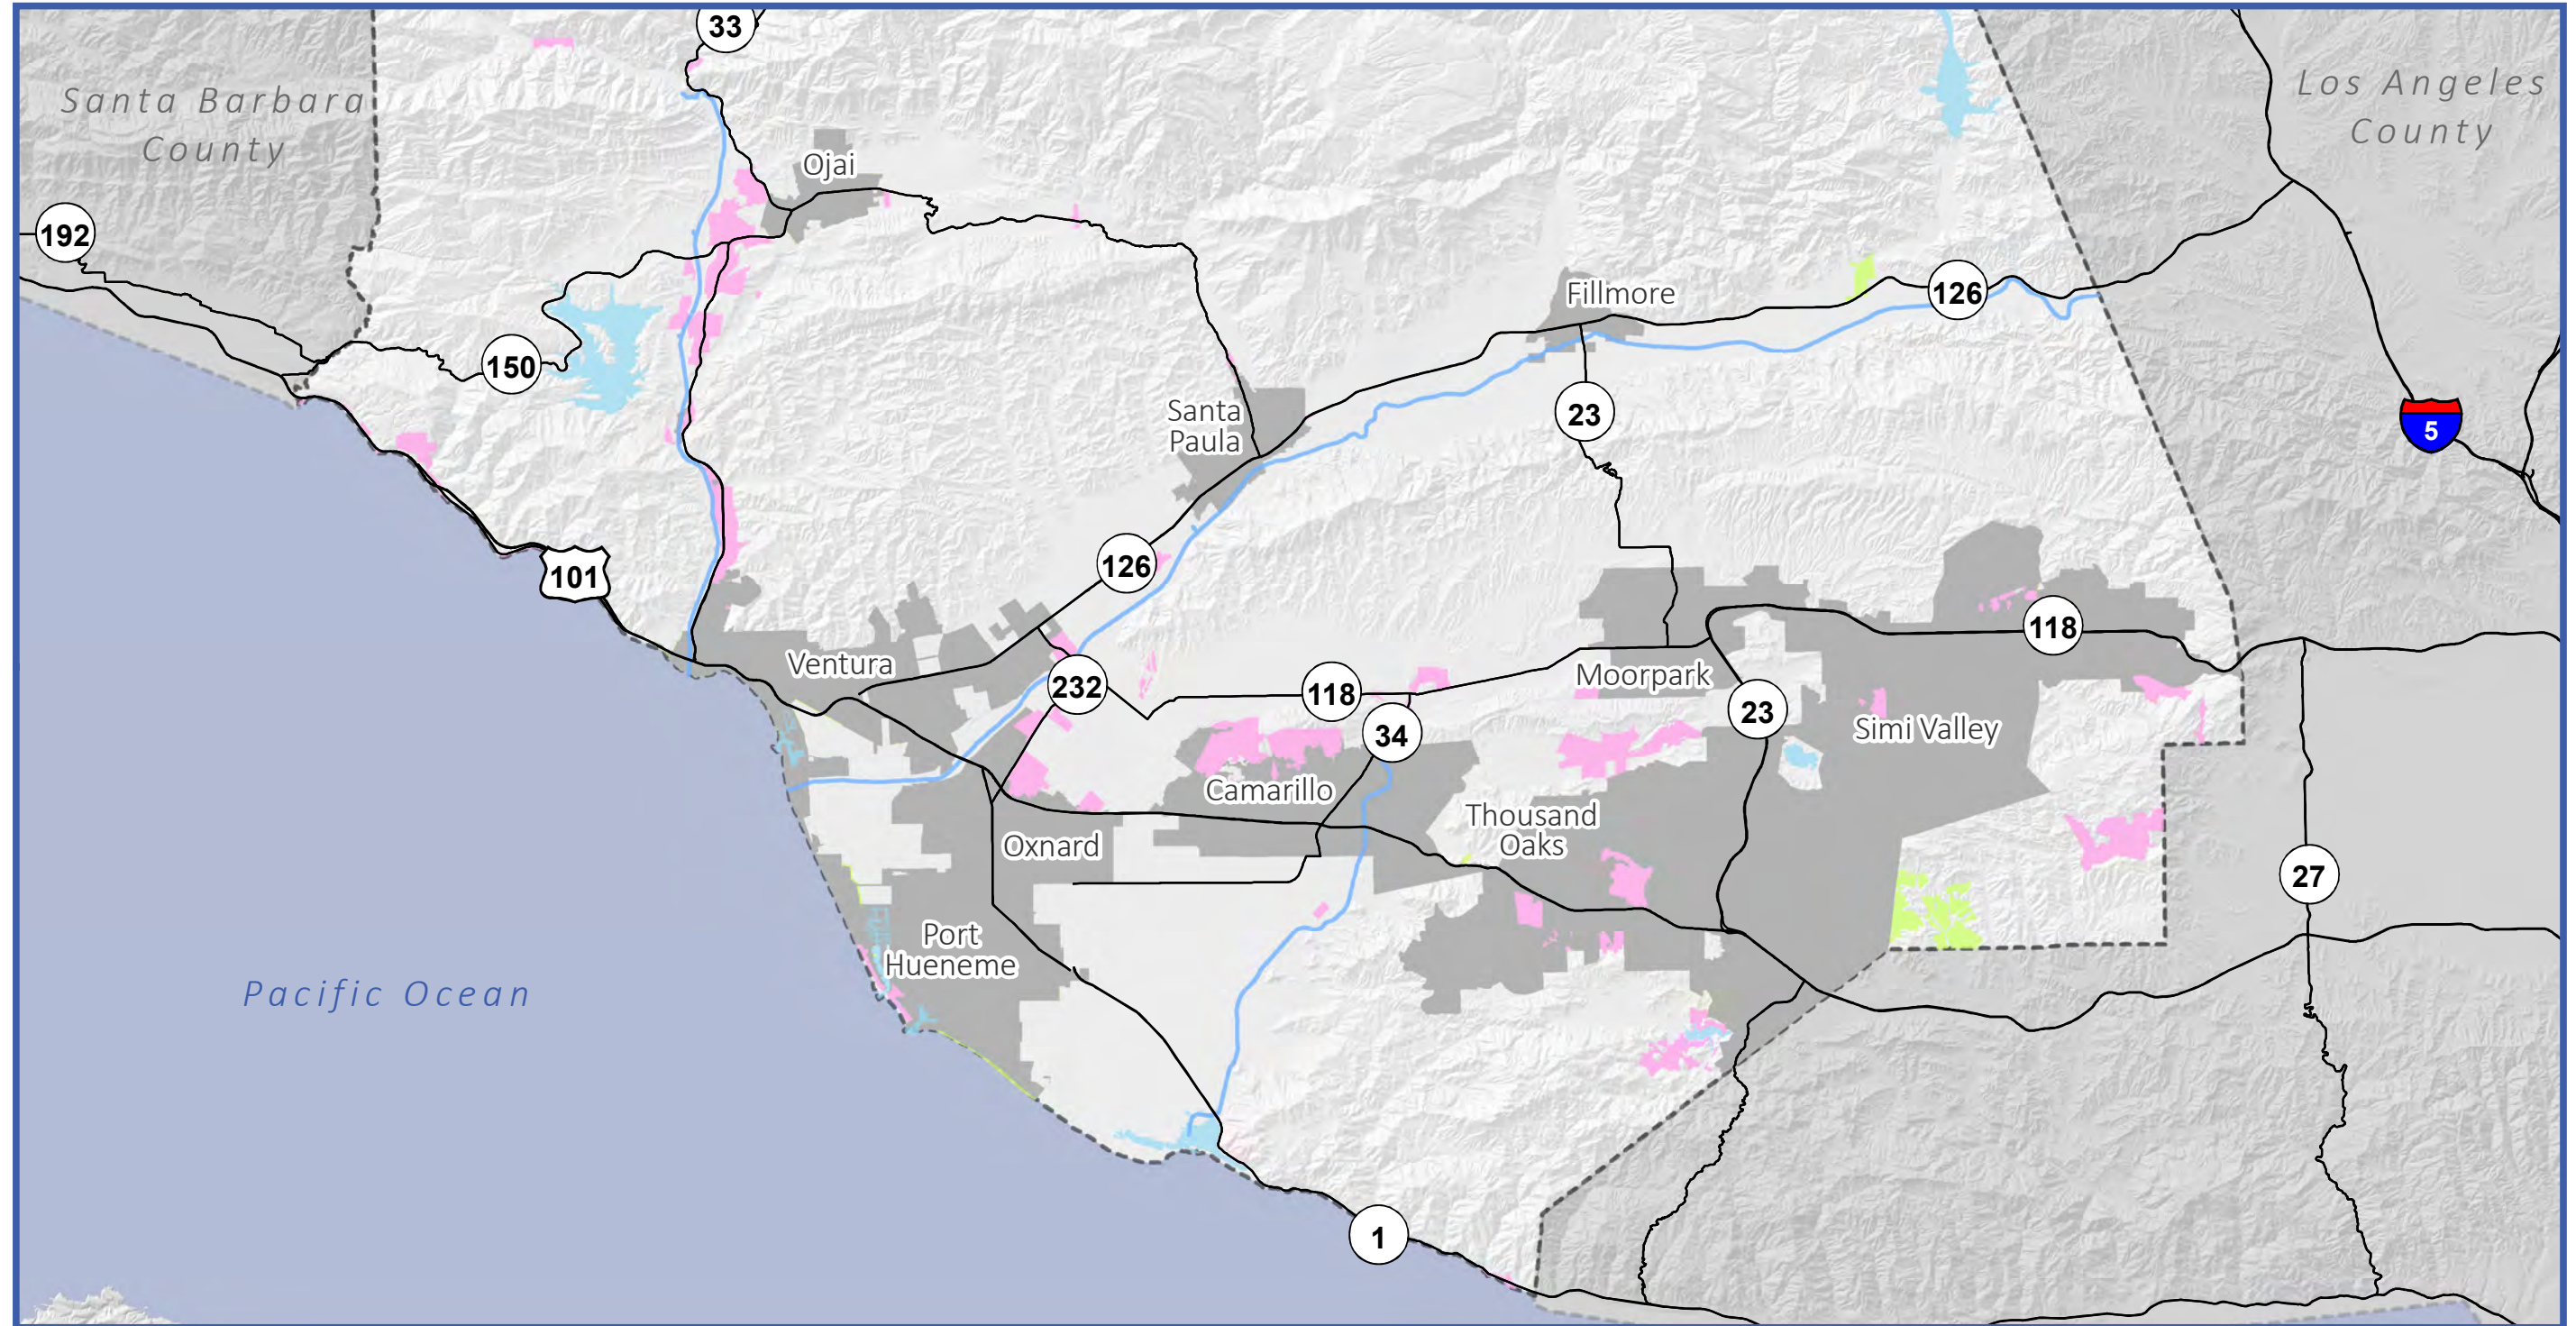 33
Santa Barbara
County
Los Angeles
County
Ojai
192
Fillmore
126
150
Santa
Paula
23
5
101
126
118
Ventura
232
118
Moorpark
34
23
Simi Valley
Camarillo
Thousand
Oaks
Oxnard
27
Port
Hueneme
Pacific Ocean
1